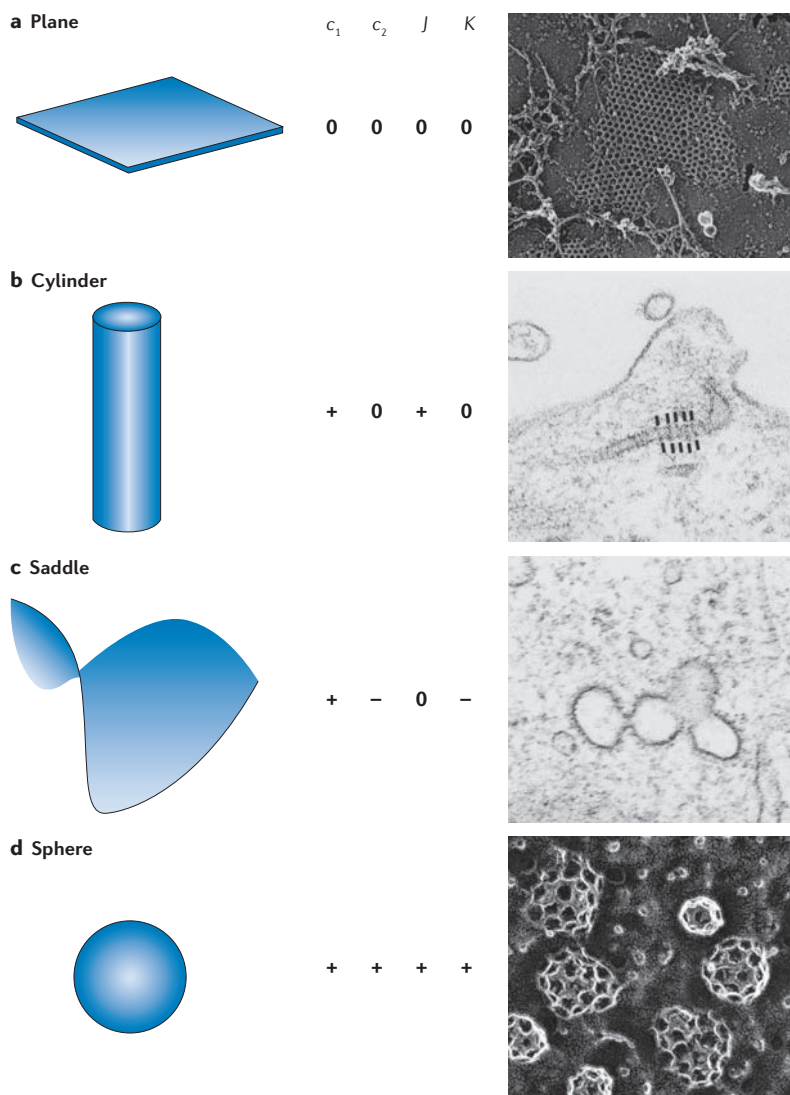 a Plane c₁ c₂ J K
0 0 0 0
b Cylinder
+ 0 + 0
c Saddle
+ – 0 –
d Sphere
+ + + +